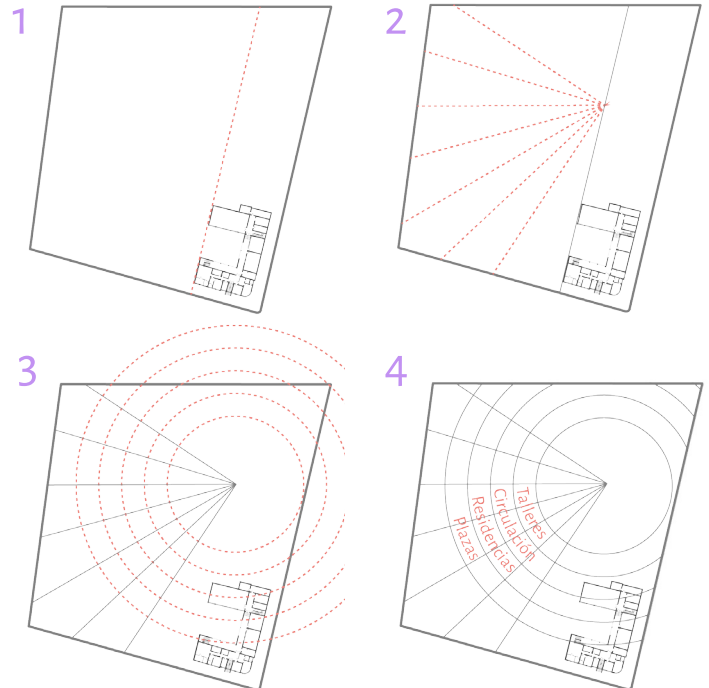 1
2
3
4
Talleres
Circulación
Residencias
plazas